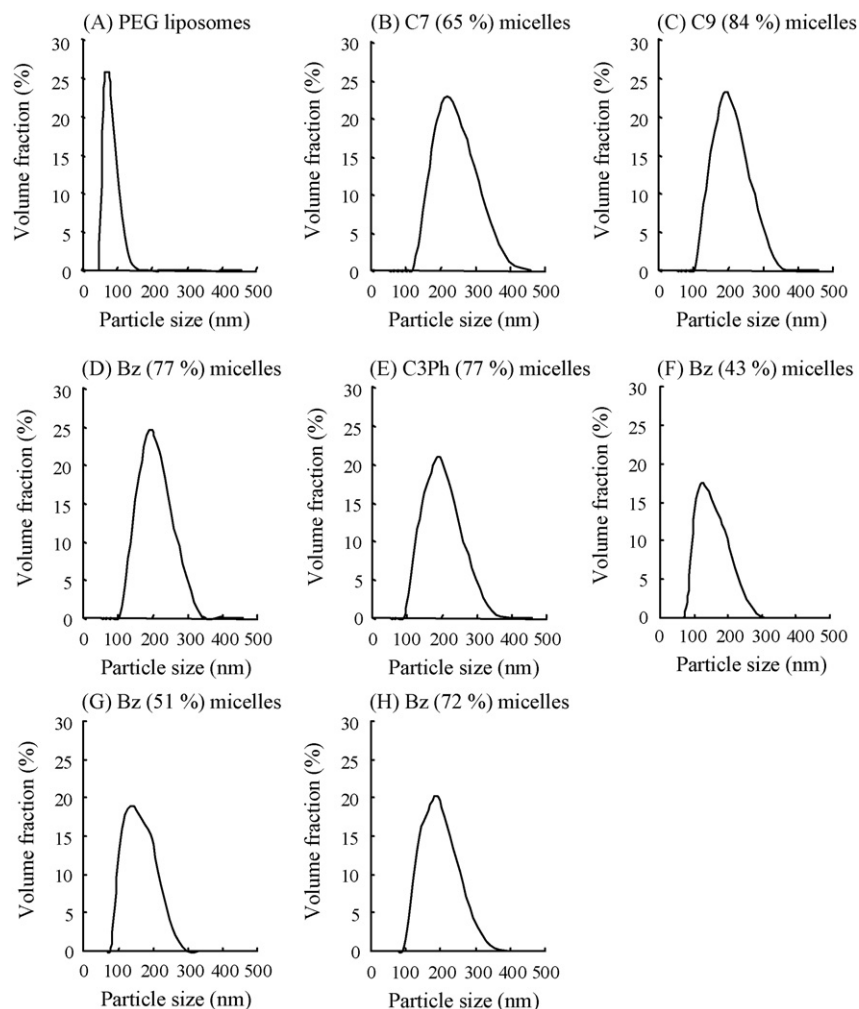 (A) PEG liposomes
30
25
20
15
10
5
0
Volume fraction (%)
0 100 200 300 400 500
Particle size (nm)
(B) C7 (65 %) micelles
30
25
20
15
10
5
0
Volume fraction (%)
0 100 200 300 400 500
Particle size (nm)
(C) C9 (84 %) micelles
30
25
20
15
10
5
0
Volume fraction (%)
0 100 200 300 400 500
Particle size (nm)
(D) Bz (77 %) micelles
30
25
20
15
10
5
0
Volume fraction (%)
0 100 200 300 400 500
Particle size (nm)
(E) C3Ph (77 %) micelles
30
25
20
15
10
5
0
Volume fraction (%)
0 100 200 300 400 500
Particle size (nm)
(F) Bz (43 %) micelles
30
25
20
15
10
5
0
Volume fraction (%)
0 100 200 300 400 500
Particle size (nm)
(G) Bz (51 %) micelles
30
25
20
15
10
5
0
Volume fraction (%)
0 100 200 300 400 500
Particle size (nm)
(H) Bz (72 %) micelles
30
25
20
15
10
5
0
Volume fraction (%)
0 100 200 300 400 500
Particle size (nm)